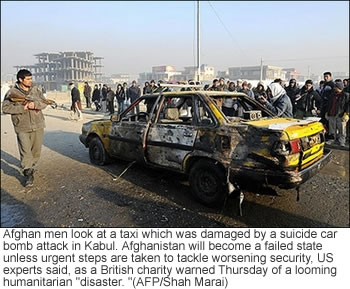 Afghan men look at a taxi which was damaged by a suicide car
bomb attack in Kabul. Afghanistan will become a failed state
unless urgent steps are taken to tackle worsening security, US
experts said, as a British charity warned Thursday of a looming
humanitarian "disaster. "(AFP/Shah Marai)